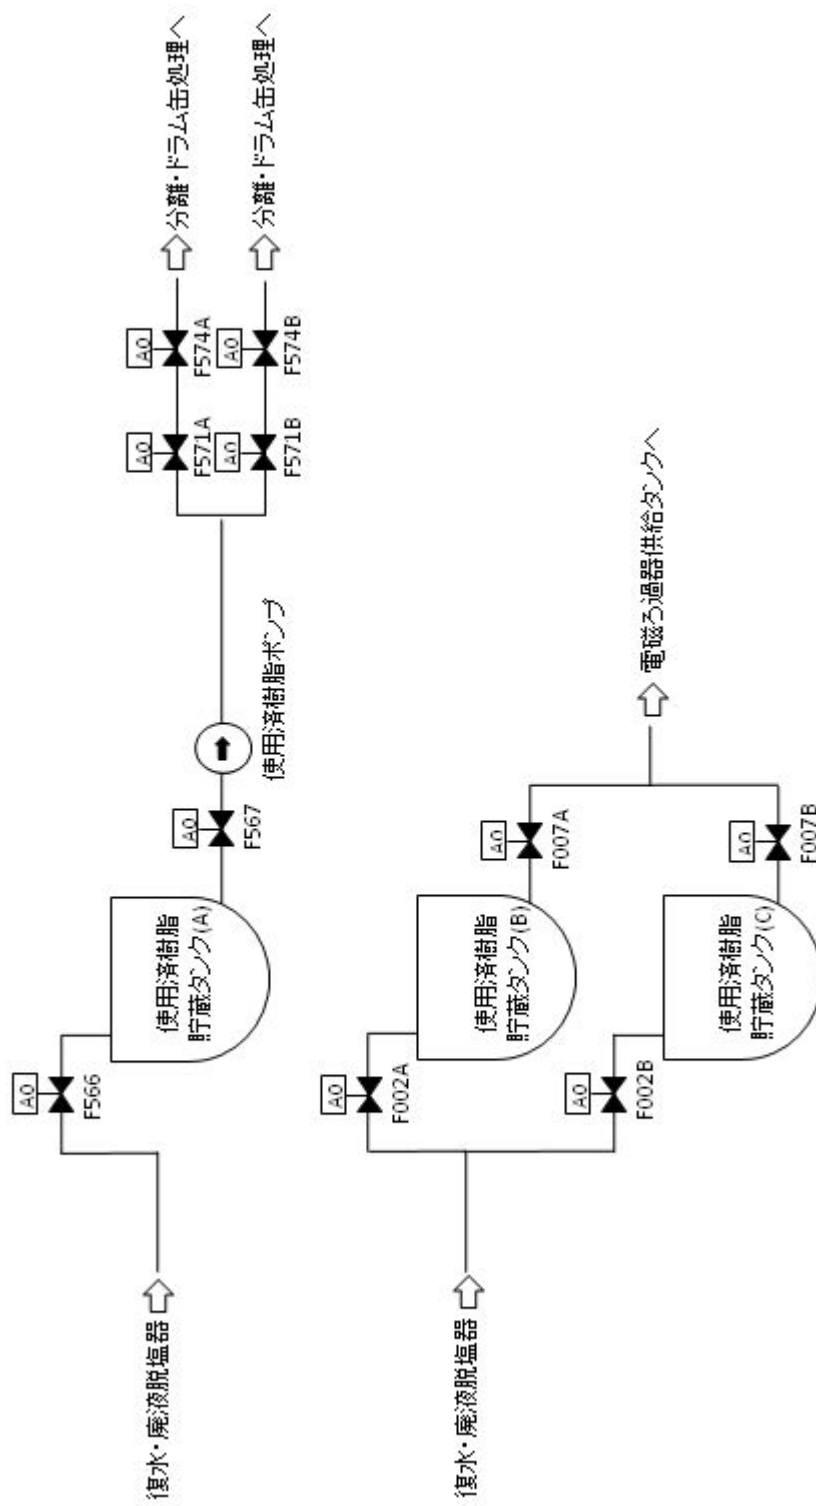 復水・廃液脱塩器
AO
F566
使用済樹脂
貯蔵タンク(A)
AO
F567
使用済樹脂ポンプ
AO
F571A
AO
F574A
分離・ドラム缶処理へ
AO
F571B
AO
F574B
分離・ドラム缶処理へ
復水・廃液脱塩器
AO
F002A
使用済樹脂
貯蔵タンク(B)
AO
F007A
AO
F002B
使用済樹脂
貯蔵タンク(C)
AO
F007B
電磁ろ過器供給タンクへ